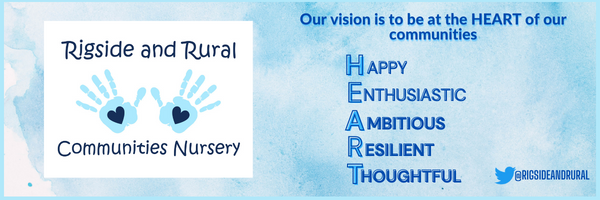 Rigside and Rural
Communities Nursery
Our vision is to be at the HEART of our
communities
HAPPY
ENTHUSIASTIC
AMBITIOUS
RESILIENT
THOUGHTFUL
@RIGSIDEANDRURAL